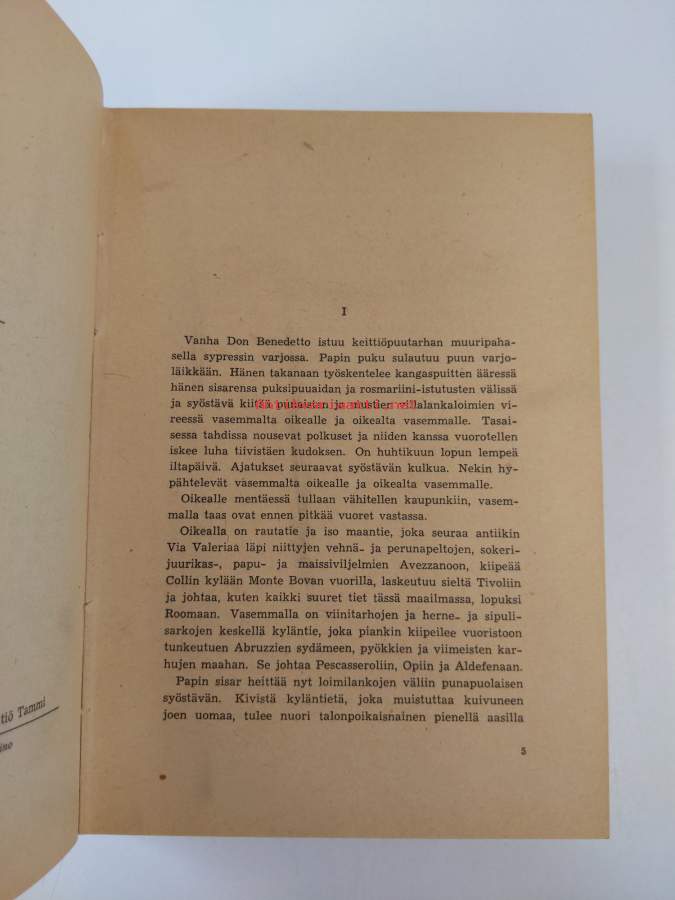 I
Vanha Don Benedetto istuu keittiöpuutarhan muuripaha-
sella sypressin varjossa. Papin puku sulautuu puun varjo-
läikkään. Hänen takanaan työskentelee kangaspuitten ääressä
hänen sisarensa puksipuuaidan ja rosmariini-istutusten välissä
ja syöstävä kiitää punaisten ja mustien villalankaloimien vi-
reessä vasemmalta oikealle ja oikealta vasemmalle. Tasai-
sessa tahdissa nousevat polkuset ja niiden kanssa vuorotellen
iskee luha tiivistäen kudoksen. On huhtikuun lopun lempeä
iltapäivä. Ajatukset seuraavat syöstävän kulkua. Nekin hy-
pähtelevät vasemmalta oikealle ja oikealta vasemmalle.
Oikealle mentäessä tullaan vähitellen kaupunkiin, vasem-
malla taas ovat ennen pitkää vuoret vastassa.
Oikealla on rautatie ja iso maantie, joka seuraa antiikin
Via Valeriaa läpi niittyjen vehnä- ja perunapeltojen, sokeri-
juurikas-, papu- ja maissiviljelmien Avezzanoon, kiipeää
Collin kylään Monte Bovan vuorilla, laskeutuu sieltä Tivoliin
ja johtaa, kuten kaikki suuret tiet tässä maailmassa, lopuksi
Roomaan. Vasemmalla on viinitarhojen ja herne- ja sipuli-
sarkojen keskellä kyläntie, joka piankin kiipeilee vuoristoon
tunkeutuen Abruzzien sydämeen, pyökkien ja viimeisten kar-
hujen maahan. Se johtaa Pescasseroliin, Opiin ja Aldefenaan.
Papin sisar heittää nyt loimilankojen väliin punapuolaisen
syöstävän. Kivistä kyläntietä, joka muistuttaa kuivuneen
joen uomaa, tulee nuori talonpoikaisnainen pienellä aasilla
5
tiö Tammi
ino